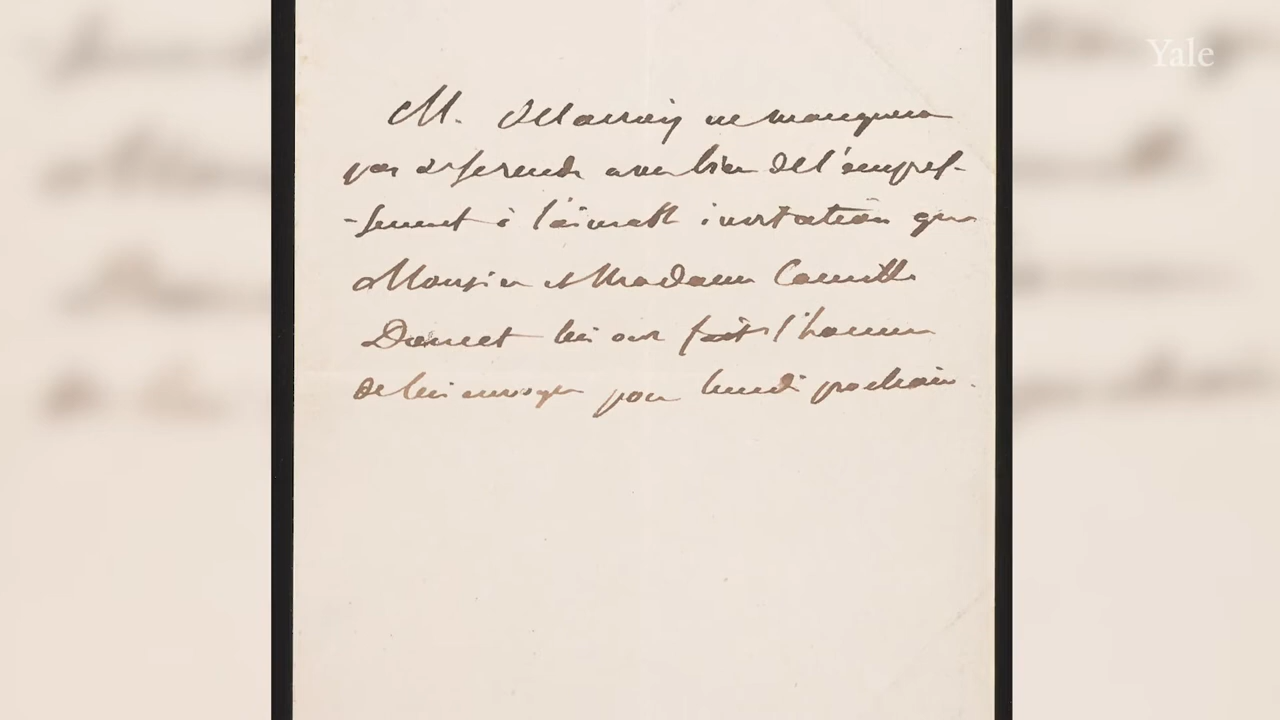 Yale
M. Delacroix ne manquera
pas de se rendre avec bien de l'empres-
-sement à l'aimable invitation que
Monsieur et Madame Camille
Doucet lui ont fait l'honneur
de lui envoyer pour lundi prochain.